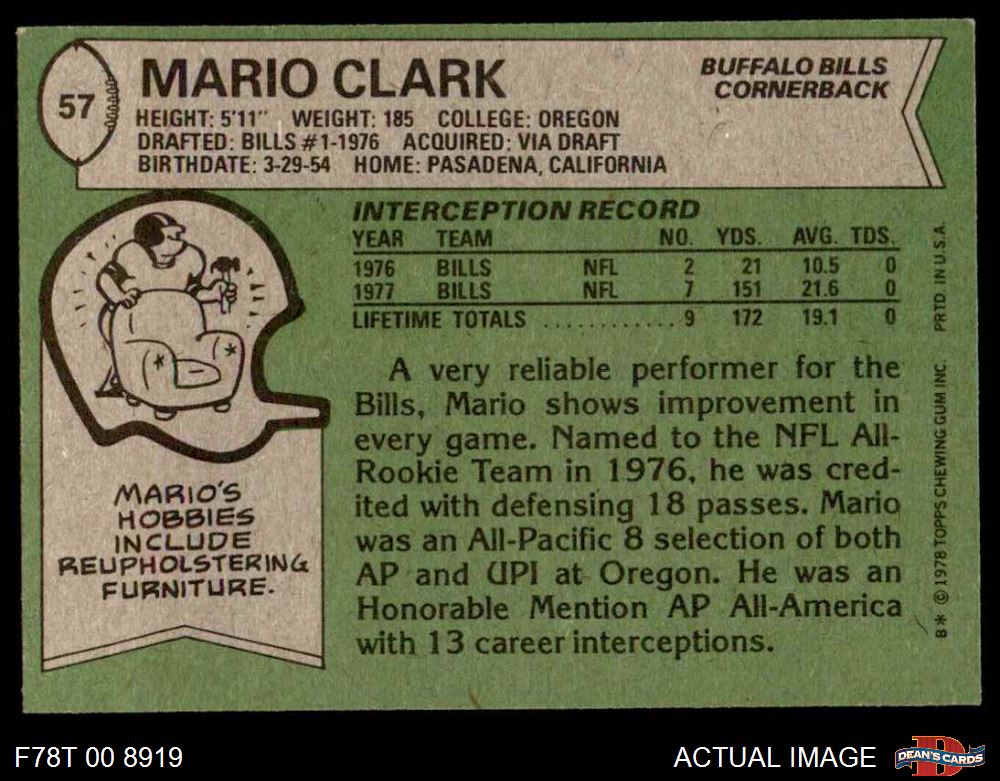 57
MARIO CLARK
BUFFALO BILLS
CORNERBACK
HEIGHT: 5'11" WEIGHT: 185 COLLEGE: OREGON
DRAFTED: BILLS #1-1976 ACQUIRED: VIA DRAFT
BIRTHDATE: 3-29-54 HOME: PASADENA, CALIFORNIA
INTERCEPTION RECORD
YEAR TEAM NO. YDS. AVG. TDS.
1976 BILLS NFL 2 21 10.5 0
1977 BILLS NFL 7 151 21.6 0
LIFETIME TOTALS ............ 9 172 19.1 0
A very reliable performer for the
Bills, Mario shows improvement in
every game. Named to the NFL All-
Rookie Team in 1976, he was cred-
ited with defensing 18 passes. Mario
was an All-Pacific 8 selection of both
AP and UPI at Oregon. He was an
Honorable Mention AP All-America
with 13 career interceptions.
MARIO'S
HOBBIES
INCLUDE
REUPHOLSTERING
FURNITURE.
B* © 1978 TOPPS CHEWING GUM INC. PRTD. IN U.S.A.
F78T 00 8919
ACTUAL IMAGE
D
DEAN'S CARDS